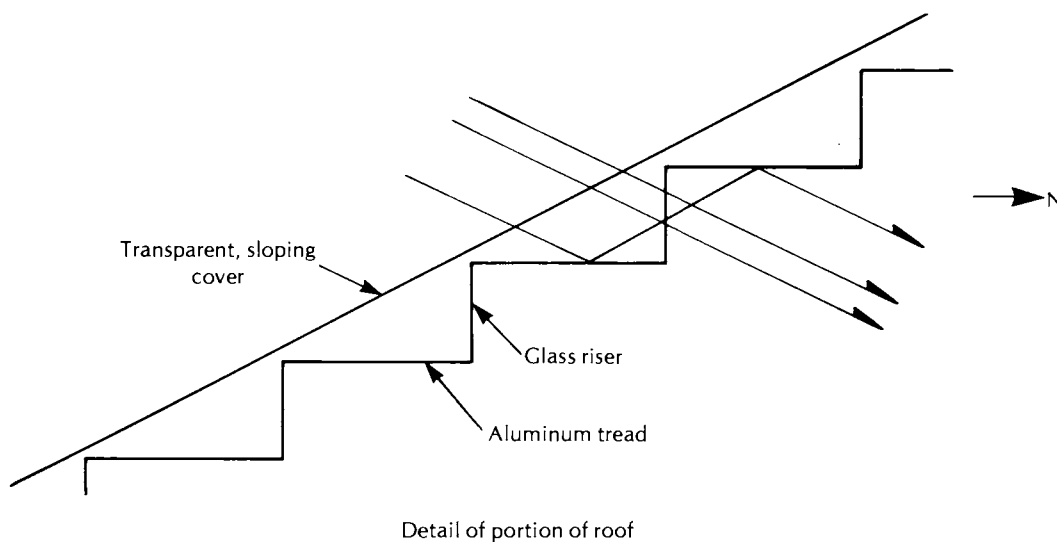 N
Transparent, sloping
cover
Glass riser
Aluminum tread
Detail of portion of roof